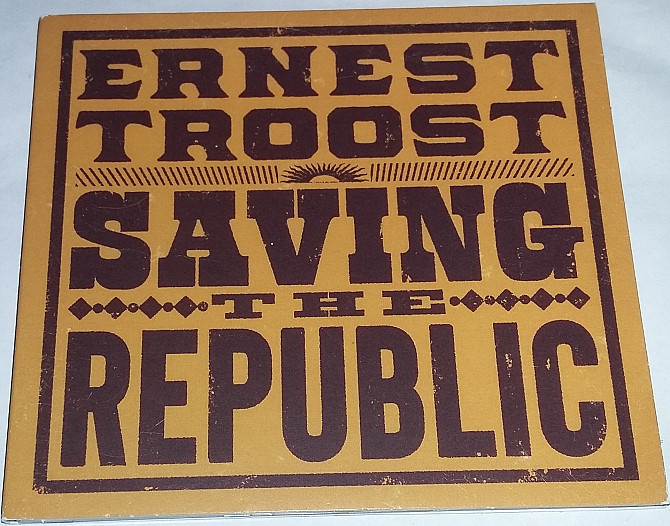 ERNEST
TROOST
SAVING
THE
REPUBLIC